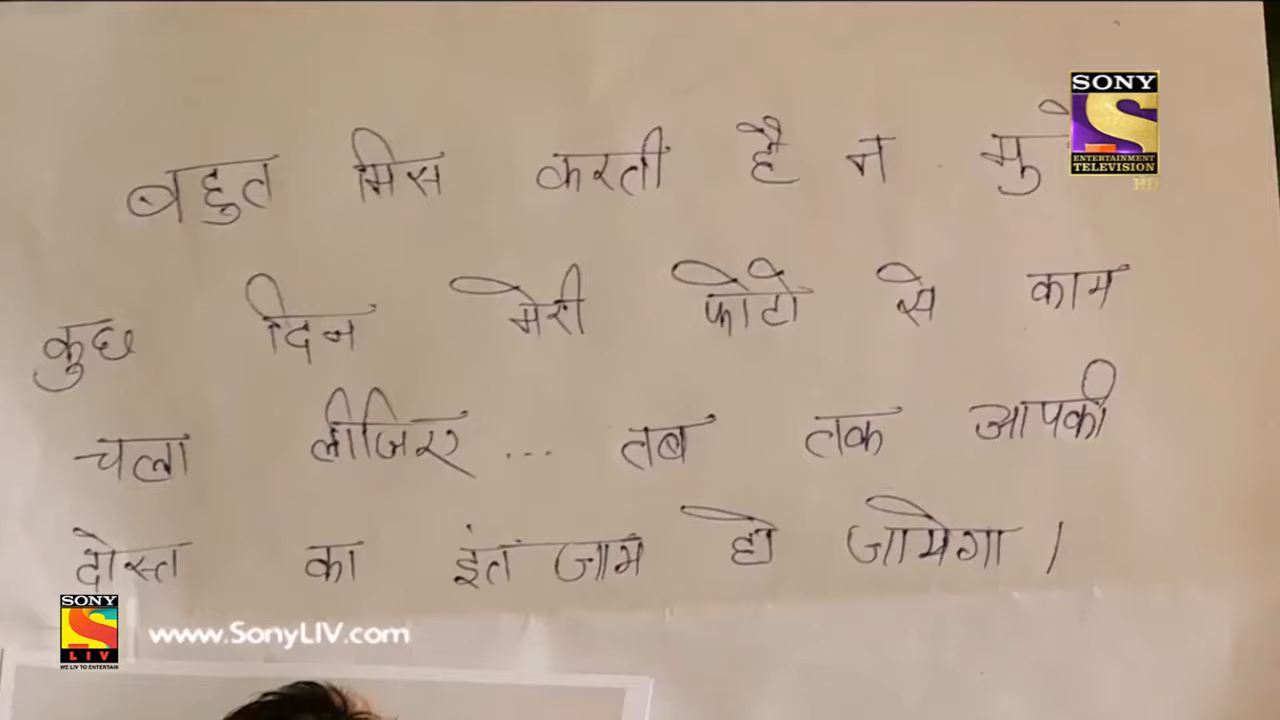 SONY
ENTERTAINMENT
TELEVISION
HD
बहुत मिस करती है न
कुछ दिन मेरी फोटो से काम
चला लीजिए... तब तक आपकी
दोस्त का इंतजाम हो जायेगा।
SONY
LIV
WE LIV TO ENTERTAIN
www.SonyLIV.com